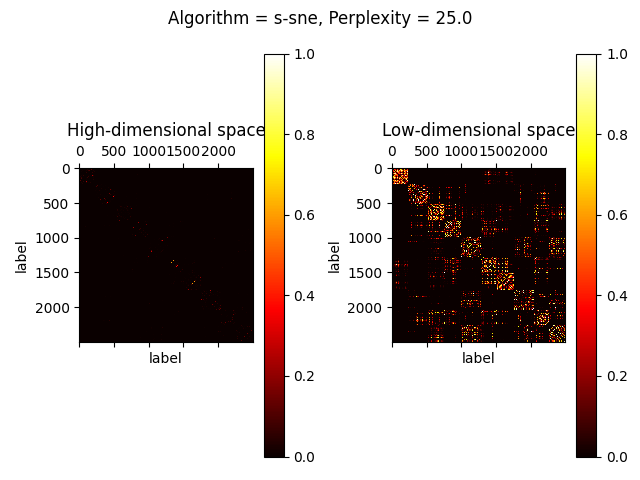 Algorithm = s-sne, Perplexity = 25.0
High-dimensional space
0 500 1000 1500 2000
0
500
1000
1500
2000
label
label
1.0
0.8
0.6
0.4
0.2
0.0
Low-dimensional space
0 500 1000 1500 2000
0
500
1000
1500
2000
label
label
1.0
0.8
0.6
0.4
0.2
0.0